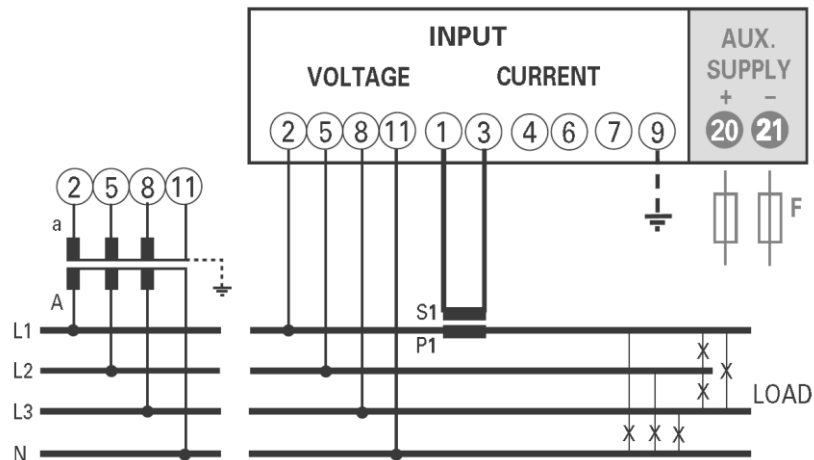 INPUT
VOLTAGE CURRENT
2 5 8 11 1 3 4 6 7 9
AUX.
SUPPLY
+ –
20 21
F
2 5 8 11
a
A
S1
P1
L1
L2
L3
N
X
X X
X X X
LOAD